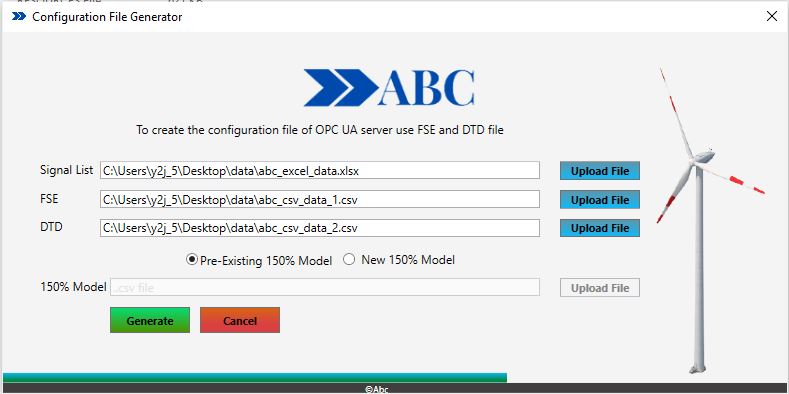 Configuration File Generator
ABC
To create the configuration file of OPC UA server use FSE and DTD file
Signal List C:\Users\y2j_5\Desktop\data\abc_excel_data.xlsx Upload File
FSE C:\Users\y2j_5\Desktop\data\abc_csv_data_1.csv Upload File
DTD C:\Users\y2j_5\Desktop\data\abc_csv_data_2.csv Upload File
Pre-Existing 150% Model New 150% Model
150% Model .csv file Upload File
Generate Cancel
©Abc